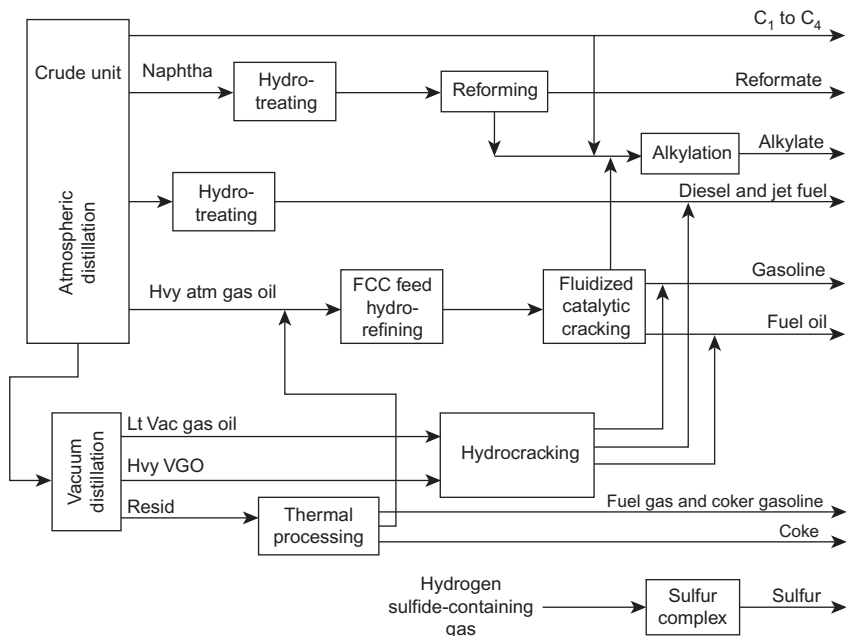 C1 to C4
Crude unit
Naphtha
Hydro-
treating
Reforming
Reformate
Alkylation
Alkylate
Atmospheric
distillation
Hydro-
treating
Diesel and jet fuel
Hvy atm gas oil
FCC feed
hydro-
refining
Fluidized
catalytic
cracking
Gasoline
Fuel oil
Vacuum
distillation
Lt Vac gas oil
Hvy VGO
Resid
Hydrocracking
Thermal
processing
Fuel gas and coker gasoline
Coke
Hydrogen
sulfide-containing
gas
Sulfur
complex
Sulfur